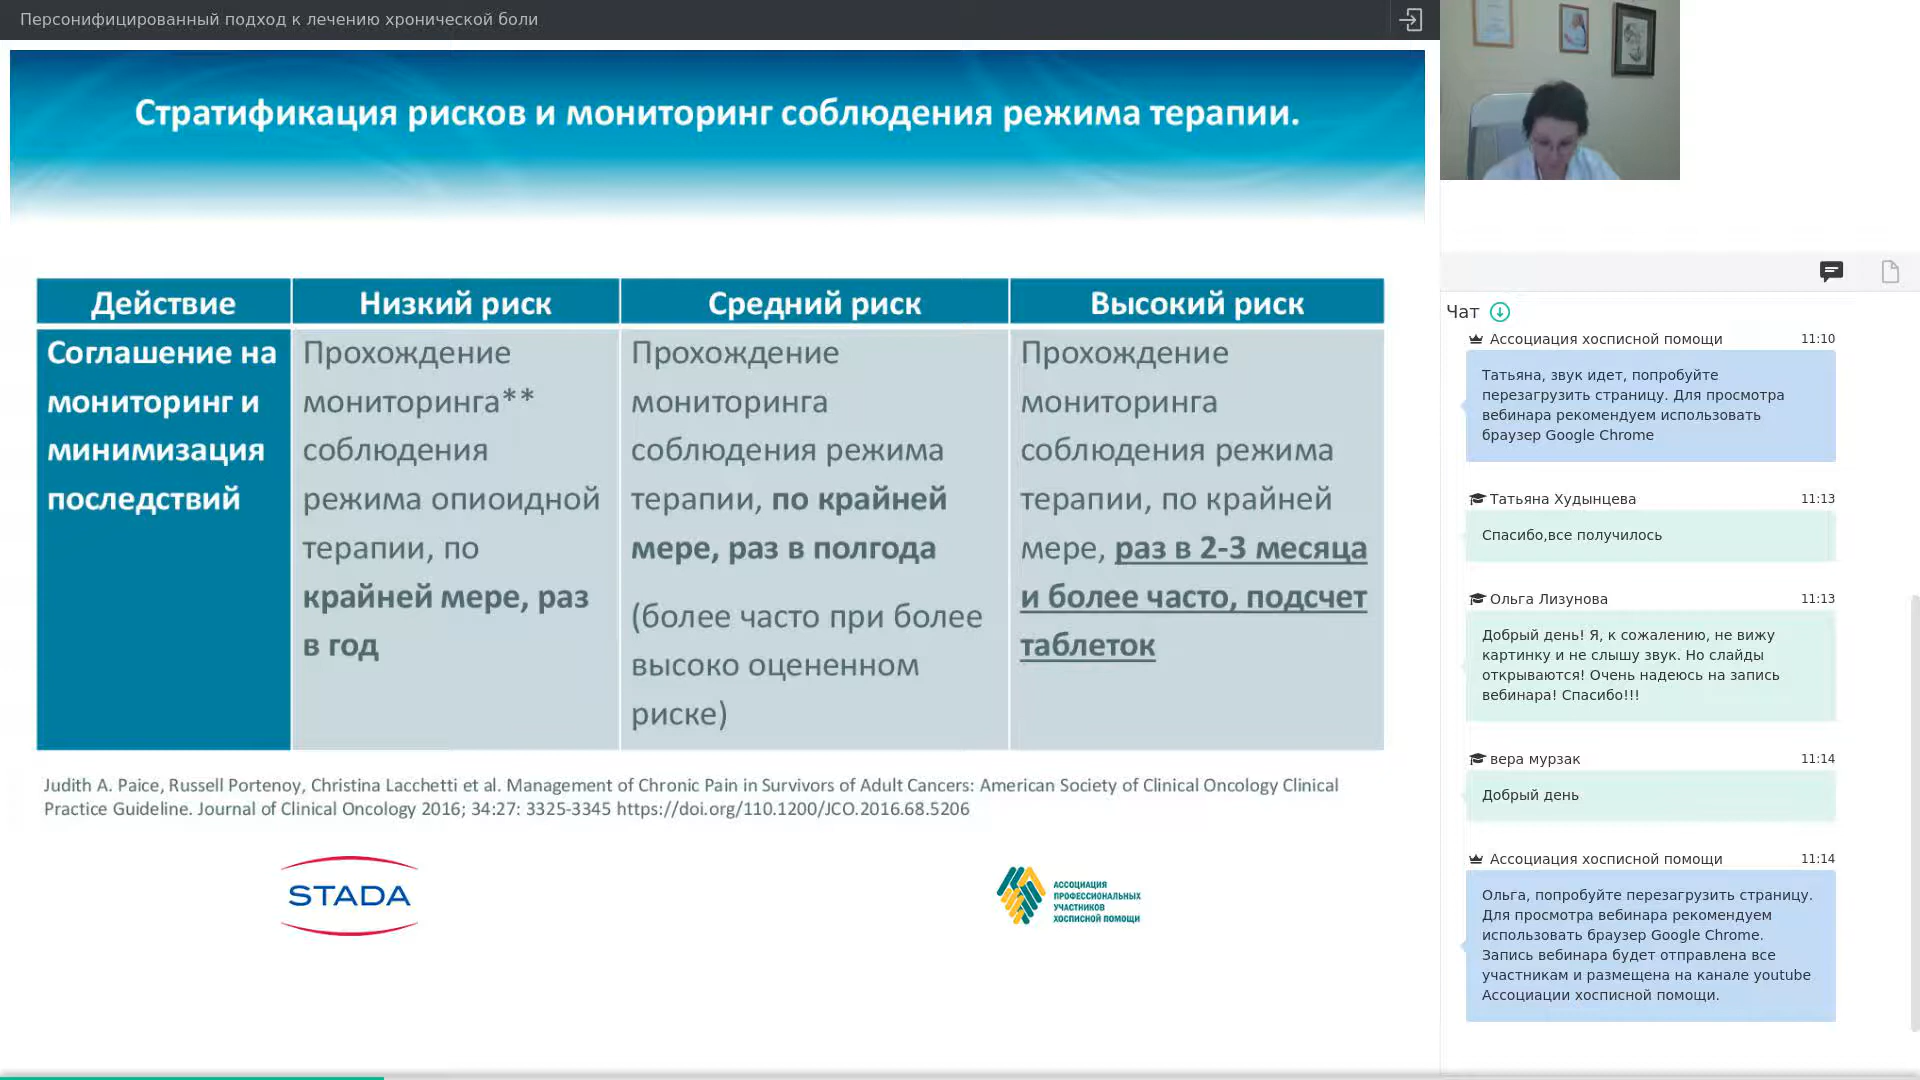 Персонифицированный подход к лечению хронической боли
Стратификация рисков и мониторинг соблюдения режима терапии.
Действие
Низкий риск
Средний риск
Высокий риск
Соглашение на
мониторинг и
минимизация
последствий
Прохождение
мониторинга**
соблюдения
режима опиоидной
терапии, по
крайней мере, раз
в год
Прохождение
мониторинга
соблюдения режима
терапии, по крайней
мере, раз в полгода
(более часто при более
высоко оцененном
риске)
Прохождение
мониторинга
соблюдения режима
терапии, по крайней
мере, раз в 2-3 месяца
и более часто, подсчет
таблеток
Judith A. Paice, Russell Portenoy, Christina Lacchetti et al. Management of Chronic Pain in Survivors of Adult Cancers: American Society of Clinical Oncology Clinical
Practice Guideline. Journal of Clinical Oncology 2016; 34:27: 3325-3345 https://doi.org/110.1200/JCO.2016.68.5206
STADA
АССОЦИАЦИЯ
ПРОФЕССИОНАЛЬНЫХ
УЧАСТНИКОВ
ХОСПИСНОЙ ПОМОЩИ
Чат
Ассоциация хосписной помощи 11:10
Татьяна, звук идет, попробуйте
перезагрузить страницу. Для просмотра
вебинара рекомендуем использовать
браузер Google Chrome
Татьяна Худынцева 11:13
Спасибо,все получилось
Ольга Лизунова 11:13
Добрый день! Я, к сожалению, не вижу
картинку и не слышу звук. Но слайды
открываются! Очень надеюсь на запись
вебинара! Спасибо!!!
вера мурзак 11:14
Добрый день
Ассоциация хосписной помощи 11:14
Ольга, попробуйте перезагрузить страницу.
Для просмотра вебинара рекомендуем
использовать браузер Google Chrome.
Запись вебинара будет отправлена все
участникам и размещена на канале youtube
Ассоциации хосписной помощи.